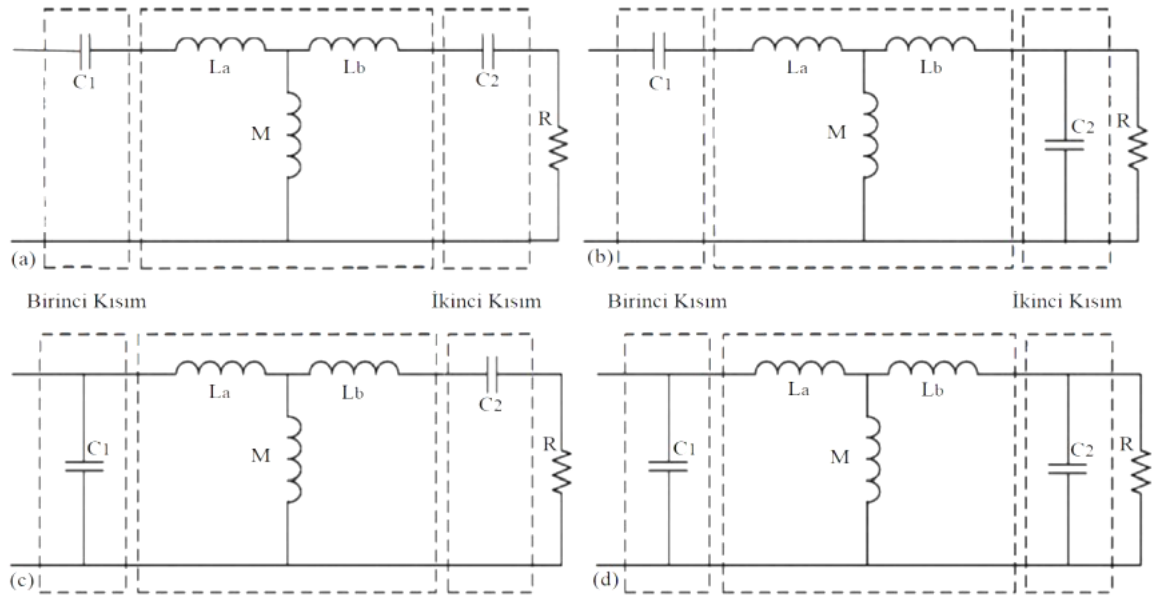 C1
La
Lb
C2
M
R
(a)
C1
La
Lb
M
C2
R
(b)
Birinci Kısım
İkinci Kısım
Birinci Kısım
İkinci Kısım
La
Lb
C2
C1
M
R
(c)
La
Lb
C1
M
C2
R
(d)